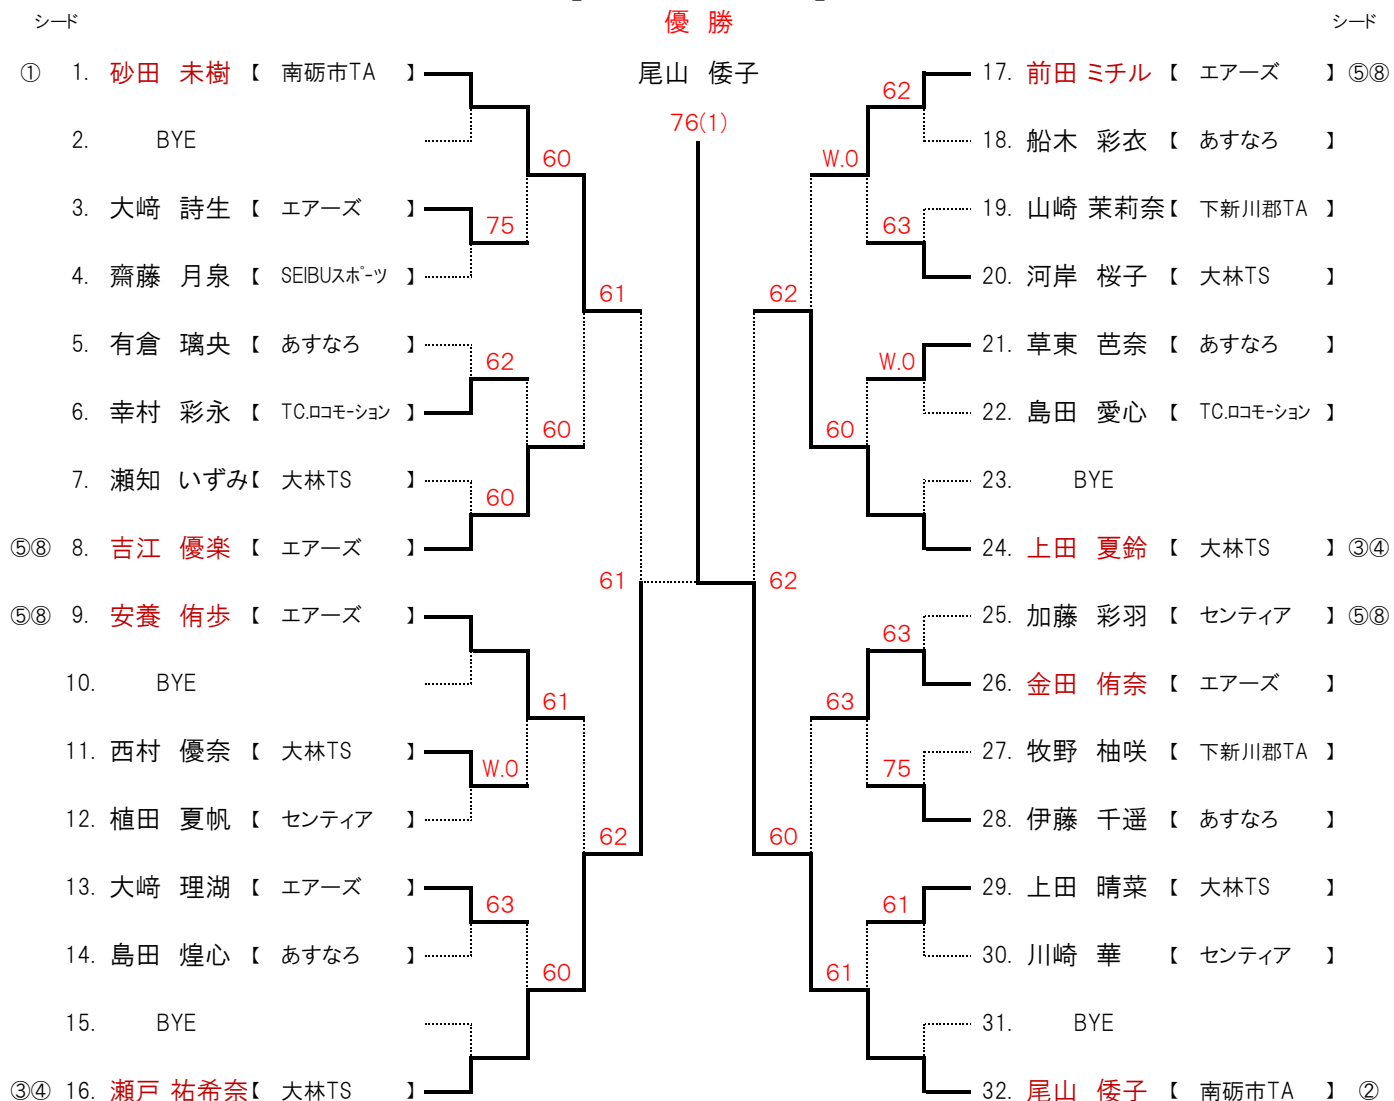 シード 優 勝 シード
① 1. 砂田 未樹 【 南砺市TA 】 尾山 倭子 17. 前田 ミチル 【 エアーズ 】 ⑤⑧
62
76(1)
2. BYE 18. 船木 彩衣 【 あすなろ 】
60 W.0
3. 大﨑 詩生 【 エアーズ 】 19. 山崎 茉莉奈【 下新川郡TA 】
75 63
4. 齋藤 月泉 【 SEIBUスポーツ 】 20. 河岸 桜子 【 大林TS 】
61 62
5. 有倉 璃央 【 あすなろ 】 21. 草東 芭奈 【 あすなろ 】
62 W.0
6. 幸村 彩永 【 TC.ロコモーション 】 22. 島田 愛心 【 TC.ロコモーション 】
60 60
7. 瀬知 いずみ【 大林TS 】 23. BYE
60
⑤⑧ 8. 吉江 優楽 【 エアーズ 】 24. 上田 夏鈴 【 大林TS 】 ③④
61 62
⑤⑧ 9. 安養 侑歩 【 エアーズ 】 25. 加藤 彩羽 【 センティア 】 ⑤⑧
63
10. BYE 26. 金田 侑奈 【 エアーズ 】
61 63
11. 西村 優奈 【 大林TS 】 27. 牧野 柚咲 【 下新川郡TA 】
W.0 75
12. 植田 夏帆 【 センティア 】 28. 伊藤 千遥 【 あすなろ 】
62 60
13. 大﨑 理湖 【 エアーズ 】 29. 上田 晴菜 【 大林TS 】
63 61
14. 島田 煌心 【 あすなろ 】 30. 川崎 華 【 センティア 】
60 61
15. BYE 31. BYE
③④ 16. 瀬戸 祐希奈【 大林TS 】 32. 尾山 倭子 【 南砺市TA 】 ②